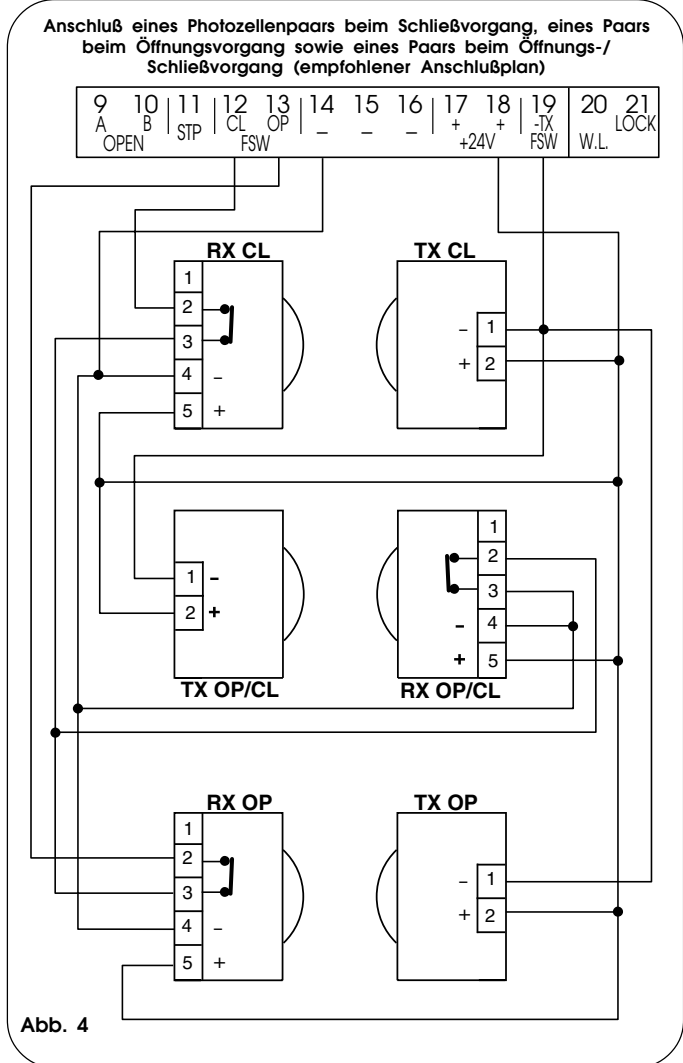 Anschluß eines Photozellenpaars beim Schließvorgang, eines Paars
beim Öffnungsvorgang sowie eines Paars beim Öffnungs-/
Schließvorgang (empfohlener Anschlußplan)
9 10 11 12 13 14 15 16 17 18 19 20 21
A B STP CL OP – – – + + -TX LOCK
OPEN FSW +24V FSW W.L.
RX CL TX CL
1
2
3
4 –
5 +
– 1
+ 2
1 -
2 +
1
2
3
- 4
+ 5
TX OP/CL RX OP/CL
RX OP TX OP
1
2
3
4 –
5 +
– 1
+ 2
Abb. 4